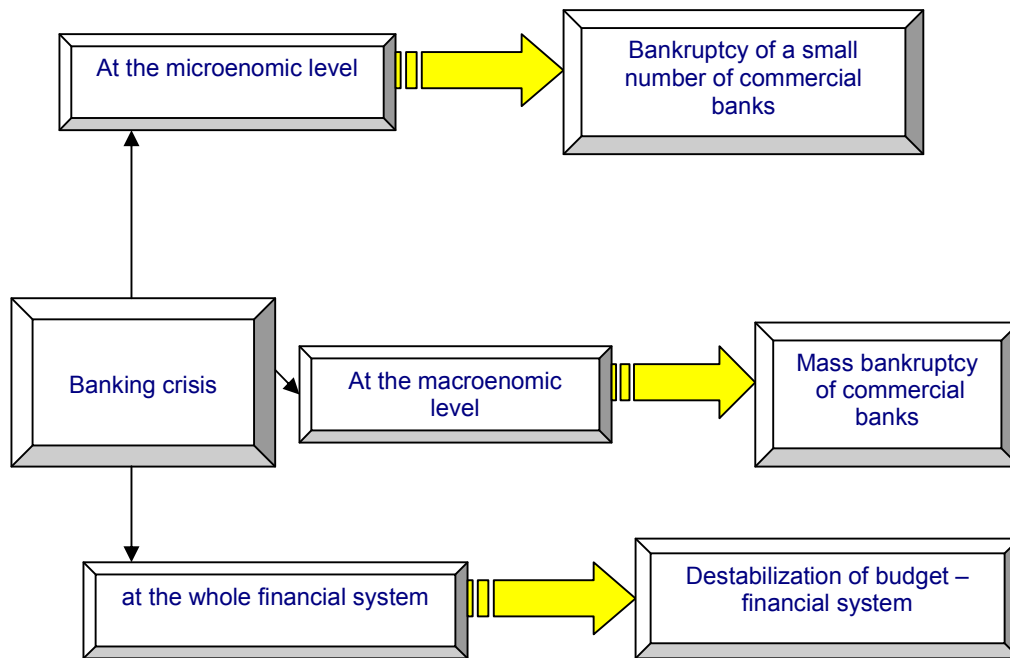 At the microenomic level
Bankruptcy of a small
number of commercial
banks
Banking crisis
At the macroenomic
level
Mass bankruptcy
of commercial
banks
at the whole financial system
Destabilization of budget –
financial system